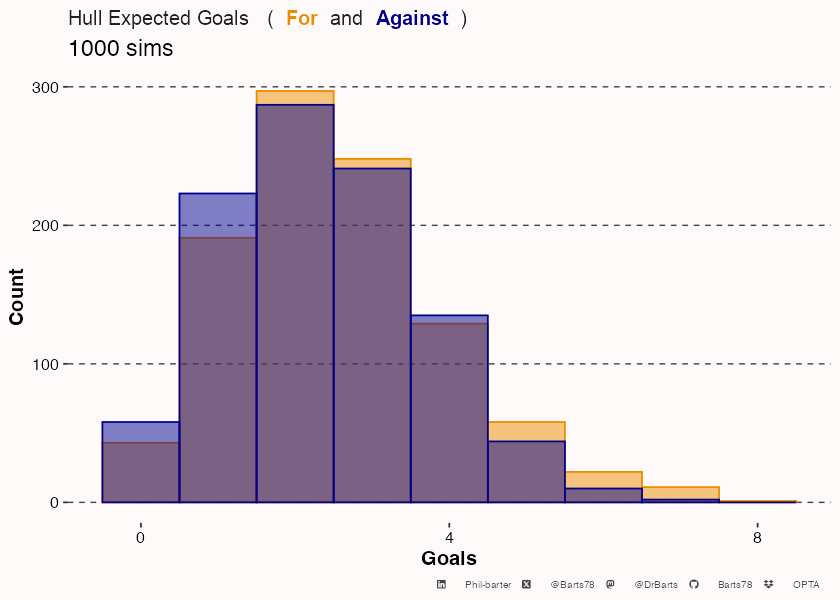 Hull Expected Goals ( For and Against )
1000 sims
300
200
100
0
Count
0 4 8
Goals
Phil-barter @Barts78 @DrBarts Barts78 OPTA